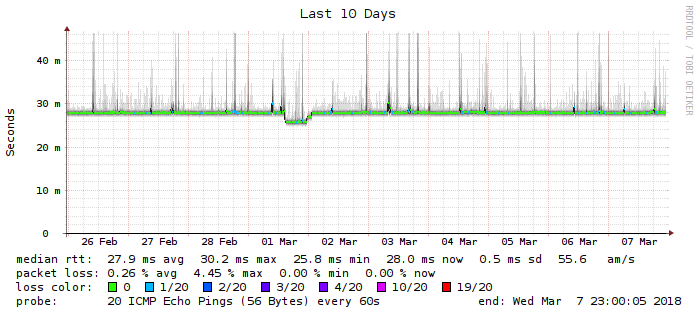 Last 10 Days
RRDTOOL / TOBI OETIKER
Seconds
40 m
30 m
20 m
10 m
0
26 Feb 27 Feb 28 Feb 01 Mar 02 Mar 03 Mar 04 Mar 05 Mar 06 Mar 07 Mar
median rtt: 27.9 ms avg 30.2 ms max 25.8 ms min 28.0 ms now 0.5 ms sd 55.6 am/s
packet loss: 0.26 % avg 4.45 % max 0.00 % min 0.00 % now
loss color: 0 1/20 2/20 3/20 4/20 10/20 19/20
probe: 20 ICMP Echo Pings (56 Bytes) every 60s end: Wed Mar 7 23:00:05 2018